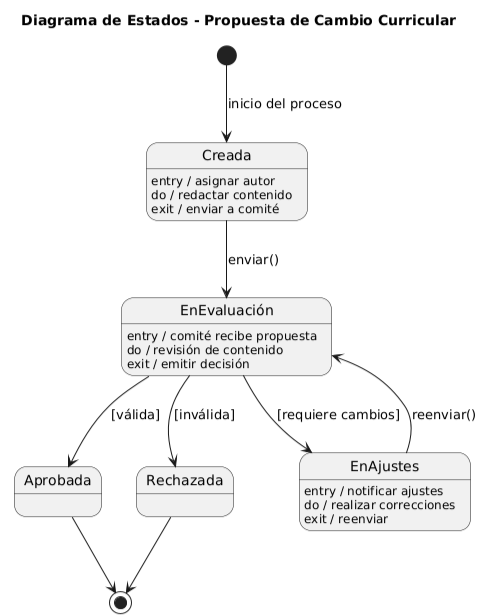 Diagrama de Estados - Propuesta de Cambio Curricular
inicio del proceso
Creada
entry / asignar autor
do / redactar contenido
exit / enviar a comité
enviar()
EnEvaluación
entry / comité recibe propuesta
do / revisión de contenido
exit / emitir decisión
[válida]
[inválida]
[requiere cambios]
reenviar()
Aprobada
Rechazada
EnAjustes
entry / notificar ajustes
do / realizar correcciones
exit / reenviar